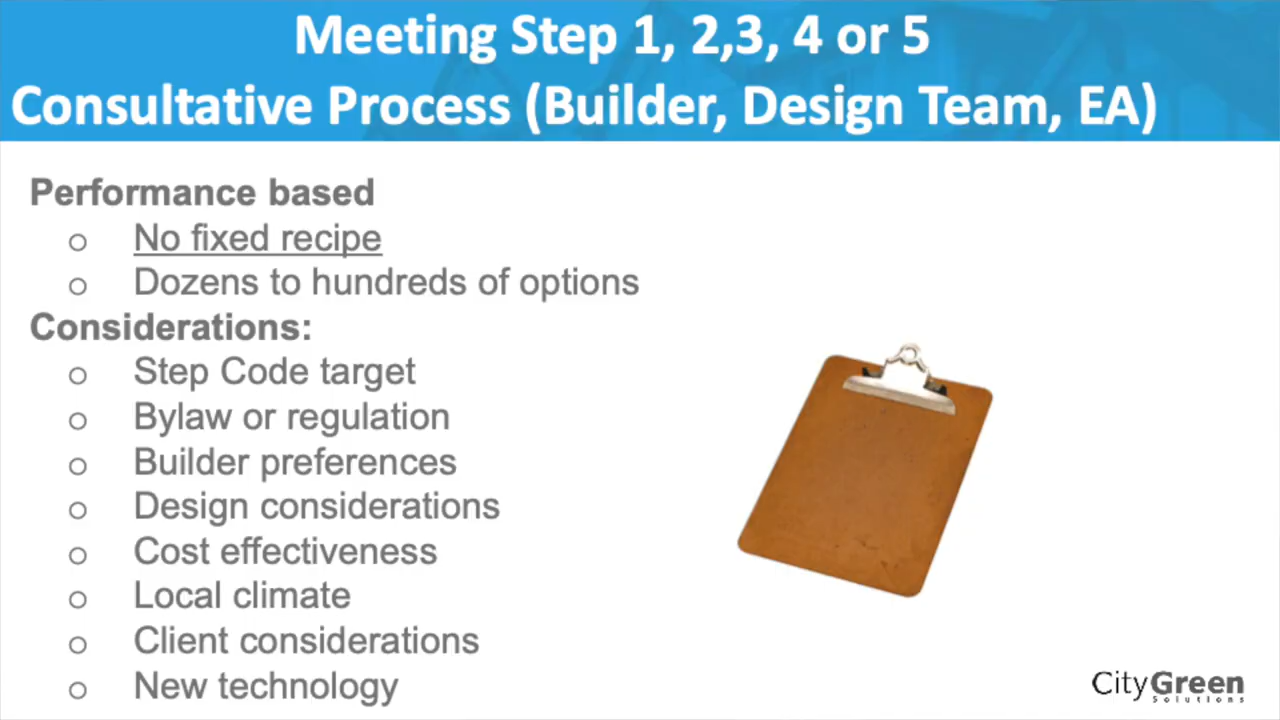 Meeting Step 1, 2,3, 4 or 5
Consultative Process (Builder, Design Team, EA)
Performance based
o No fixed recipe
o Dozens to hundreds of options
Considerations:
o Step Code target
o Bylaw or regulation
o Builder preferences
o Design considerations
o Cost effectiveness
o Local climate
o Client considerations
o New technology
CityGreen
Solutions